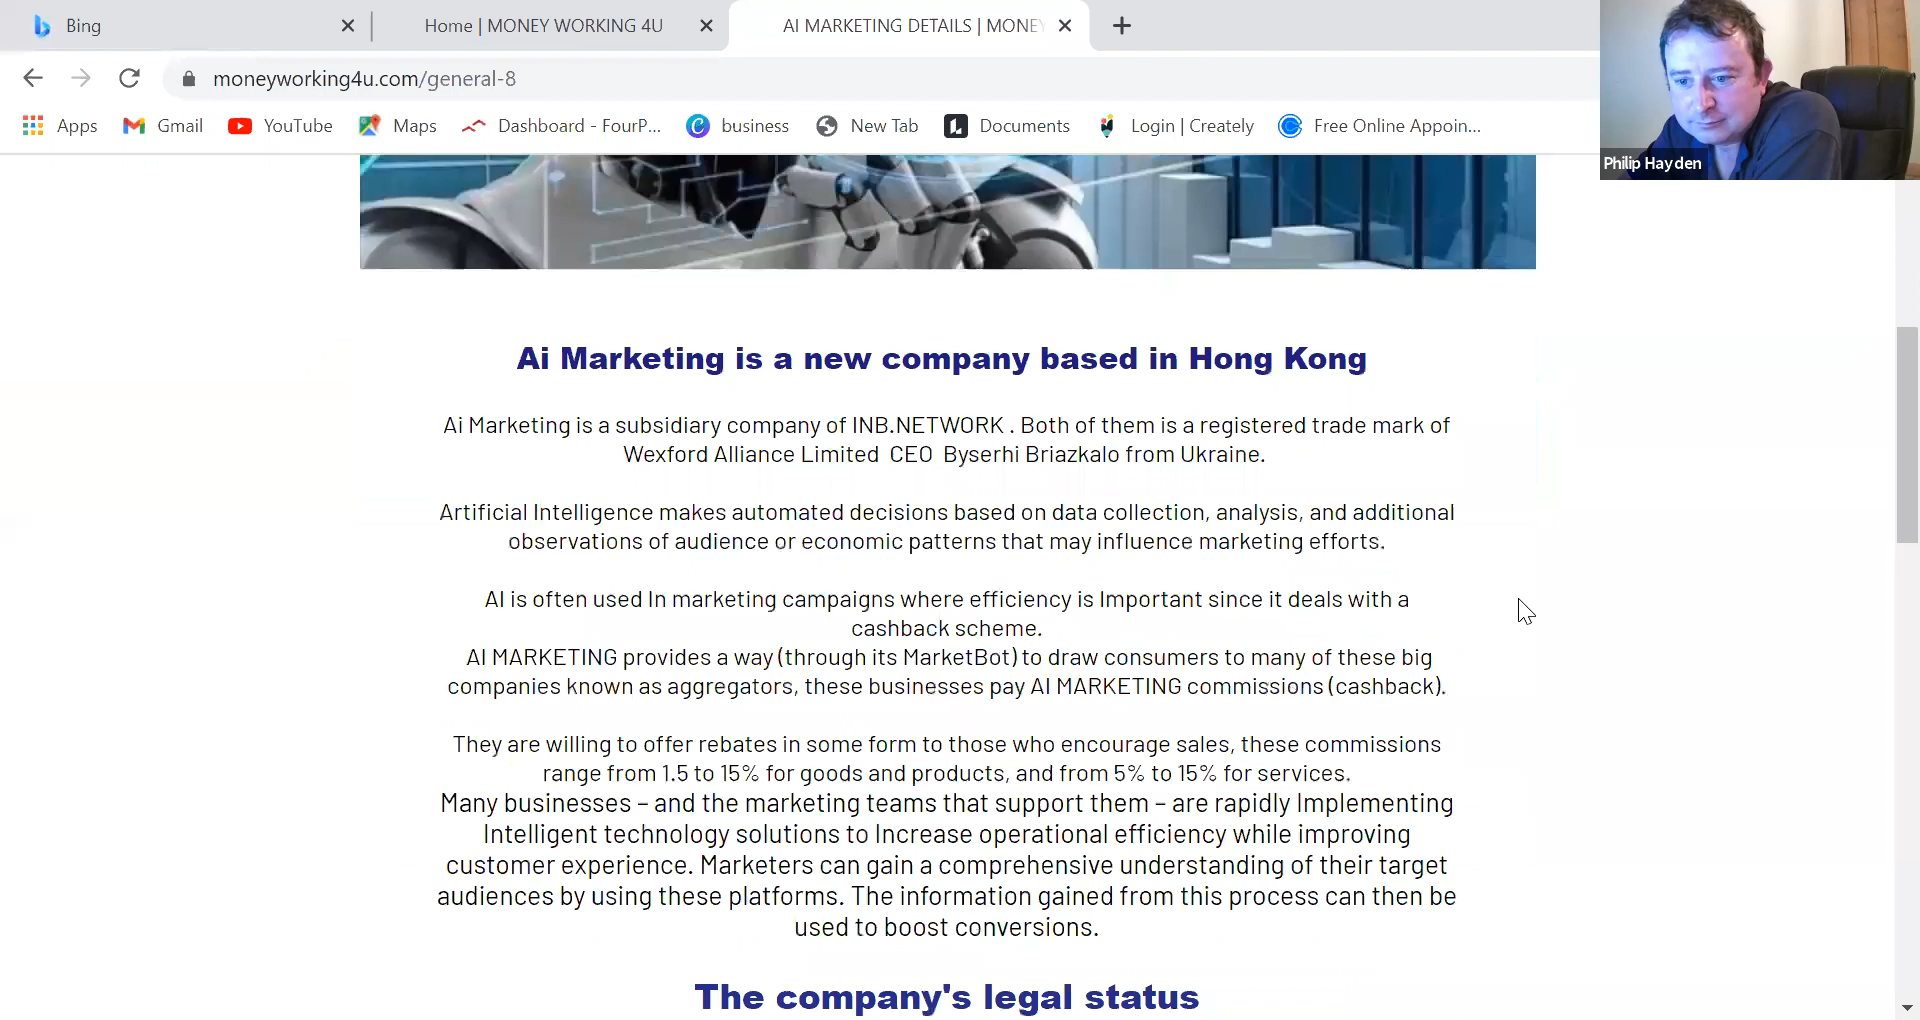 Bing
Home | MONEY WORKING 4U
AI MARKETING DETAILS | MONEY
moneyworking4u.com/general-8
Apps
Gmail
YouTube
Maps
Dashboard - FourP...
business
New Tab
Documents
Login | Creately
Free Online Appoin...
Philip Hayden
Ai Marketing is a new company based in Hong Kong
Ai Marketing is a subsidiary company of INB.NETWORK . Both of them is a registered trade mark of
Wexford Alliance Limited CEO Byserhi Briazkalo from Ukraine.
Artificial Intelligence makes automated decisions based on data collection, analysis, and additional
observations of audience or economic patterns that may influence marketing efforts.
AI is often used In marketing campaigns where efficiency is Important since it deals with a
cashback scheme.
AI MARKETING provides a way (through its MarketBot) to draw consumers to many of these big
companies known as aggregators, these businesses pay AI MARKETING commissions (cashback).
They are willing to offer rebates in some form to those who encourage sales, these commissions
range from 1.5 to 15% for goods and products, and from 5% to 15% for services.
Many businesses – and the marketing teams that support them – are rapidly Implementing
Intelligent technology solutions to Increase operational efficiency while improving
customer experience. Marketers can gain a comprehensive understanding of their target
audiences by using these platforms. The information gained from this process can then be
used to boost conversions.
The company's legal status